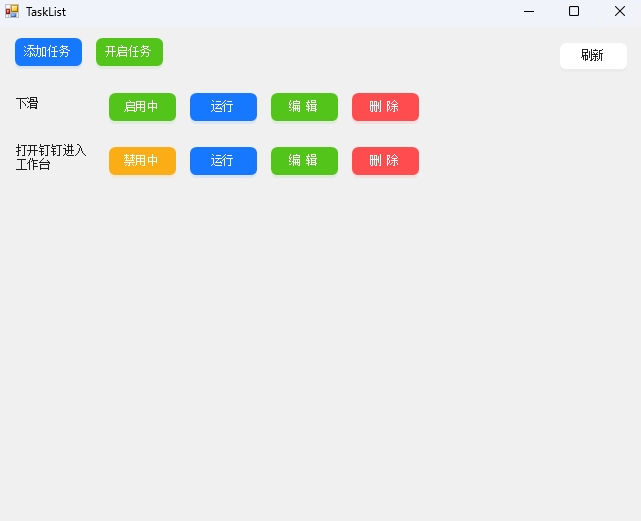 TaskList
添加任务 开启任务 刷新
下滑 启用中 运行 编 辑 删 除
打开钉钉进入
工作台 禁用中 运行 编 辑 删 除